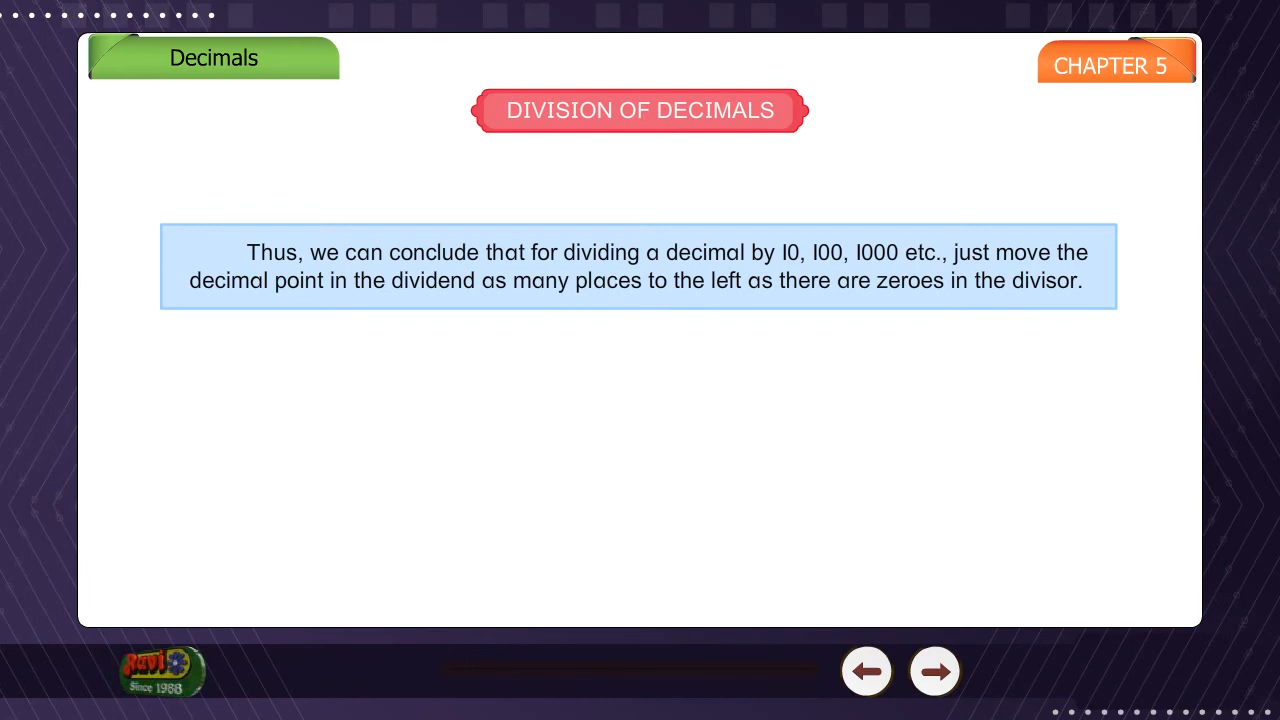 Decimals
CHAPTER 5
DIVISION OF DECIMALS
Thus, we can conclude that for dividing a decimal by I0, I00, I000 etc., just move the
decimal point in the dividend as many places to the left as there are zeroes in the divisor.
Ravi
Since 1988